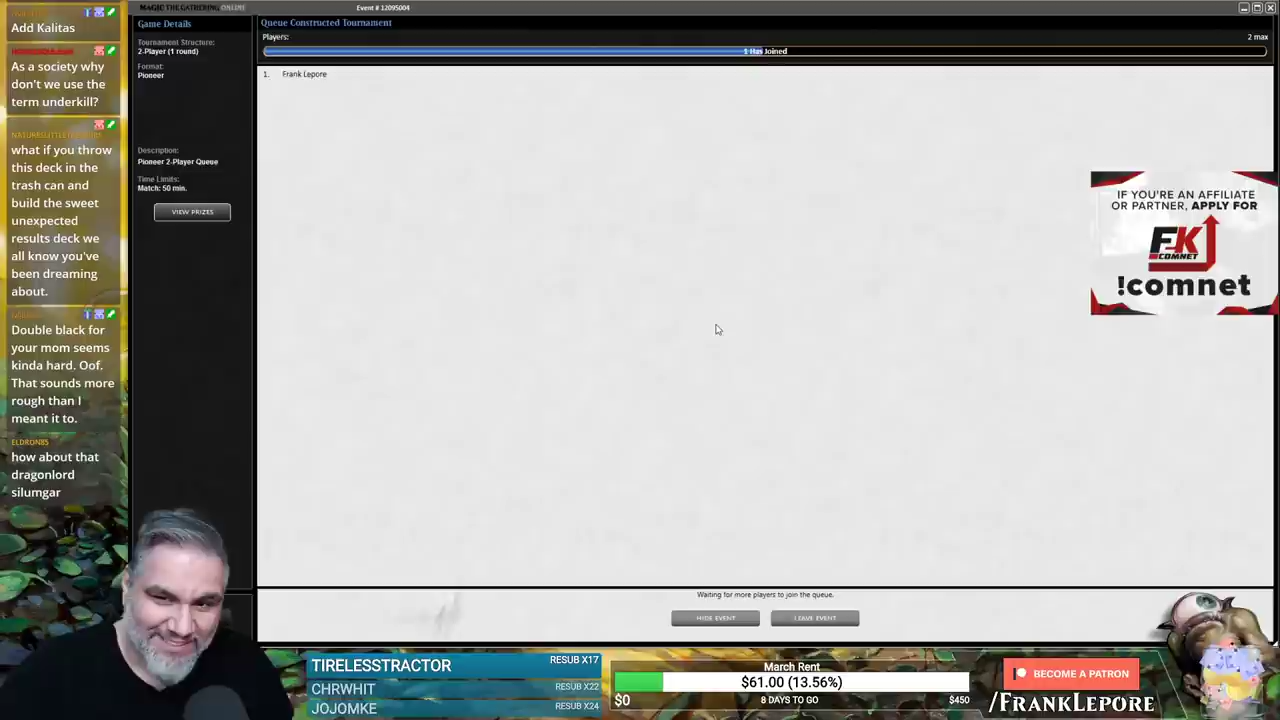 MAGIC THE GATHERING ONLINE
Event # 12095004
Add Kalitas
As a society why
don't we use the
term underkill?
what if you throw
this deck in the
trash can and
build the sweet
unexpected
results deck we
all know you've
been dreaming
about.
Double black for
your mom seems
kinda hard. Oof.
That sounds more
rough than I
meant it to.
ELDRON85
how about that
dragonlord
silumgar
Game Details
Tournament Structure:
2-Player (1 round)
Format:
Pioneer
Description:
Pioneer 2-Player Queue
Time Limits:
Match: 50 min.
VIEW PRIZES
Queue Constructed Tournament
Players:
2 max
1 Has Joined
1. Frank Lepore
IF YOU'RE AN AFFILIATE
OR PARTNER, APPLY FOR
COMNET
!comnet
Waiting for more players to join the queue.
HIDE EVENT
LEAVE EVENT
TIRELESSTRACTOR RESUB X17
CHRWHIT RESUB X22
JOJOMKE RESUB X24
March Rent
$61.00 (13.56%)
$0 8 DAYS TO GO $450
BECOME A PATRON
/FRANKLEPORE